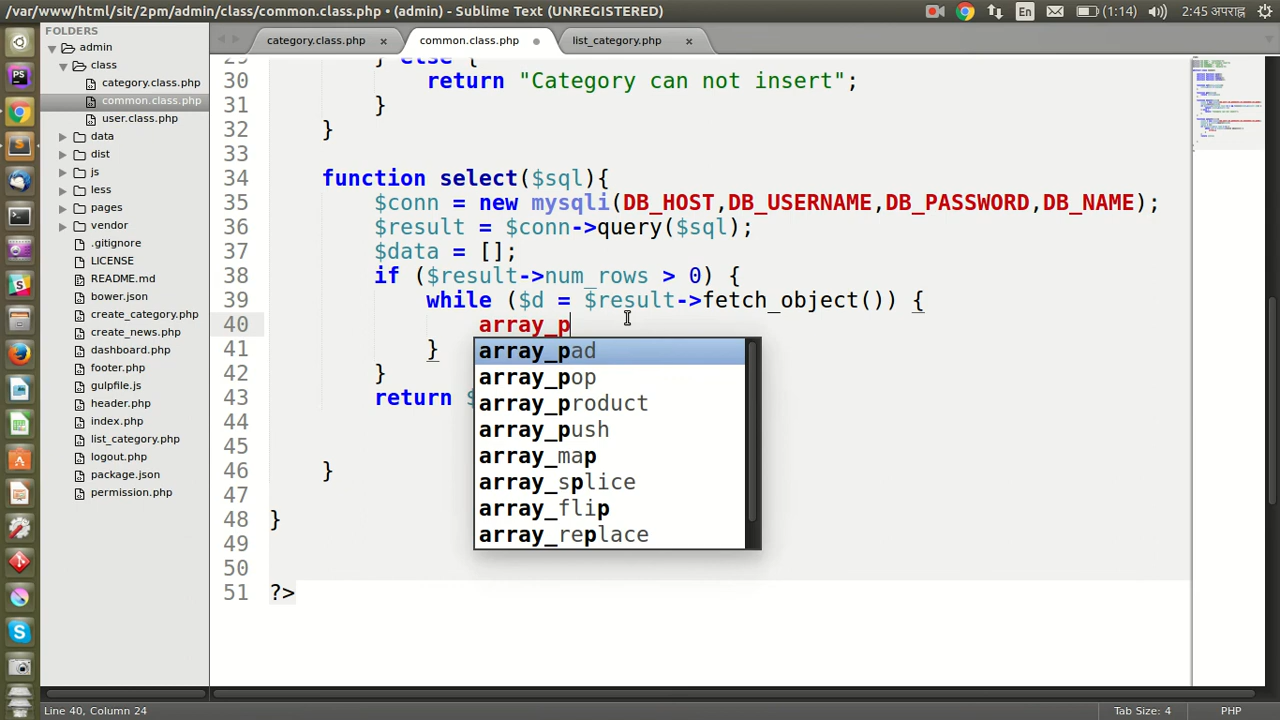 /var/www/html/sit/2pm/admin/class/common.class.php • (admin) - Sublime Text (UNREGISTERED)
En
(1:14)
2:45 अपराह्न
FOLDERS
admin
class
category.class.php
common.class.php
user.class.php
data
dist
js
less
pages
vendor
.gitignore
LICENSE
README.md
bower.json
create_category.php
create_news.php
dashboard.php
footer.php
gulpfile.js
header.php
index.php
list_category.php
logout.php
package.json
permission.php
category.class.php
common.class.php
list_category.php
29 } else {
30 return "Category can not insert";
31 }
32 }
33
34 function select($sql){
35 $conn = new mysqli(DB_HOST,DB_USERNAME,DB_PASSWORD,DB_NAME);
36 $result = $conn->query($sql);
37 $data = [];
38 if ($result->num_rows > 0) {
39 while ($d = $result->fetch_object()) {
40 array_p
41 }
42 }
43 return $
44
45
46 }
47
48 }
49
50
51 ?>
array_pad
array_pop
array_product
array_push
array_map
array_splice
array_flip
array_replace
Line 40, Column 24
Tab Size: 4
PHP